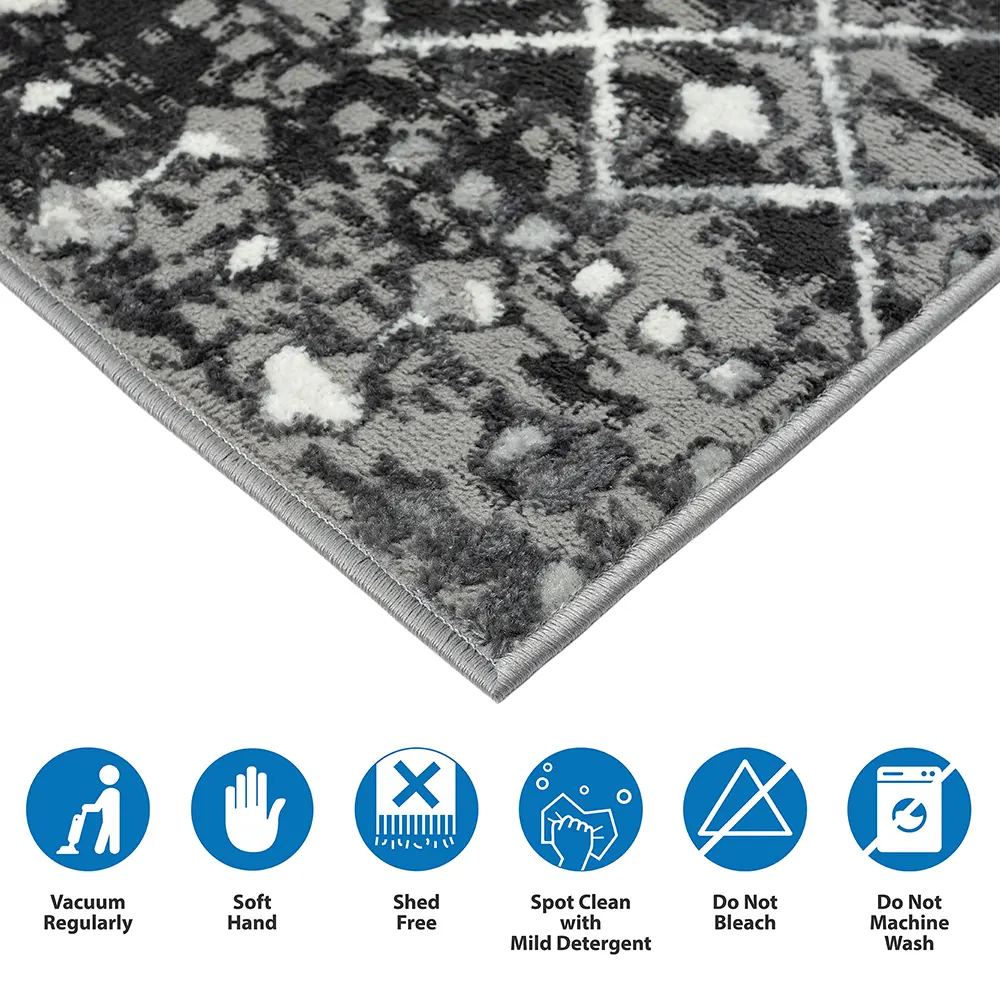 Vacuum
Regularly
Soft
Hand
Shed
Free
Spot Clean
with
Mild Detergent
Do Not
Bleach
Do Not
Machine
Wash